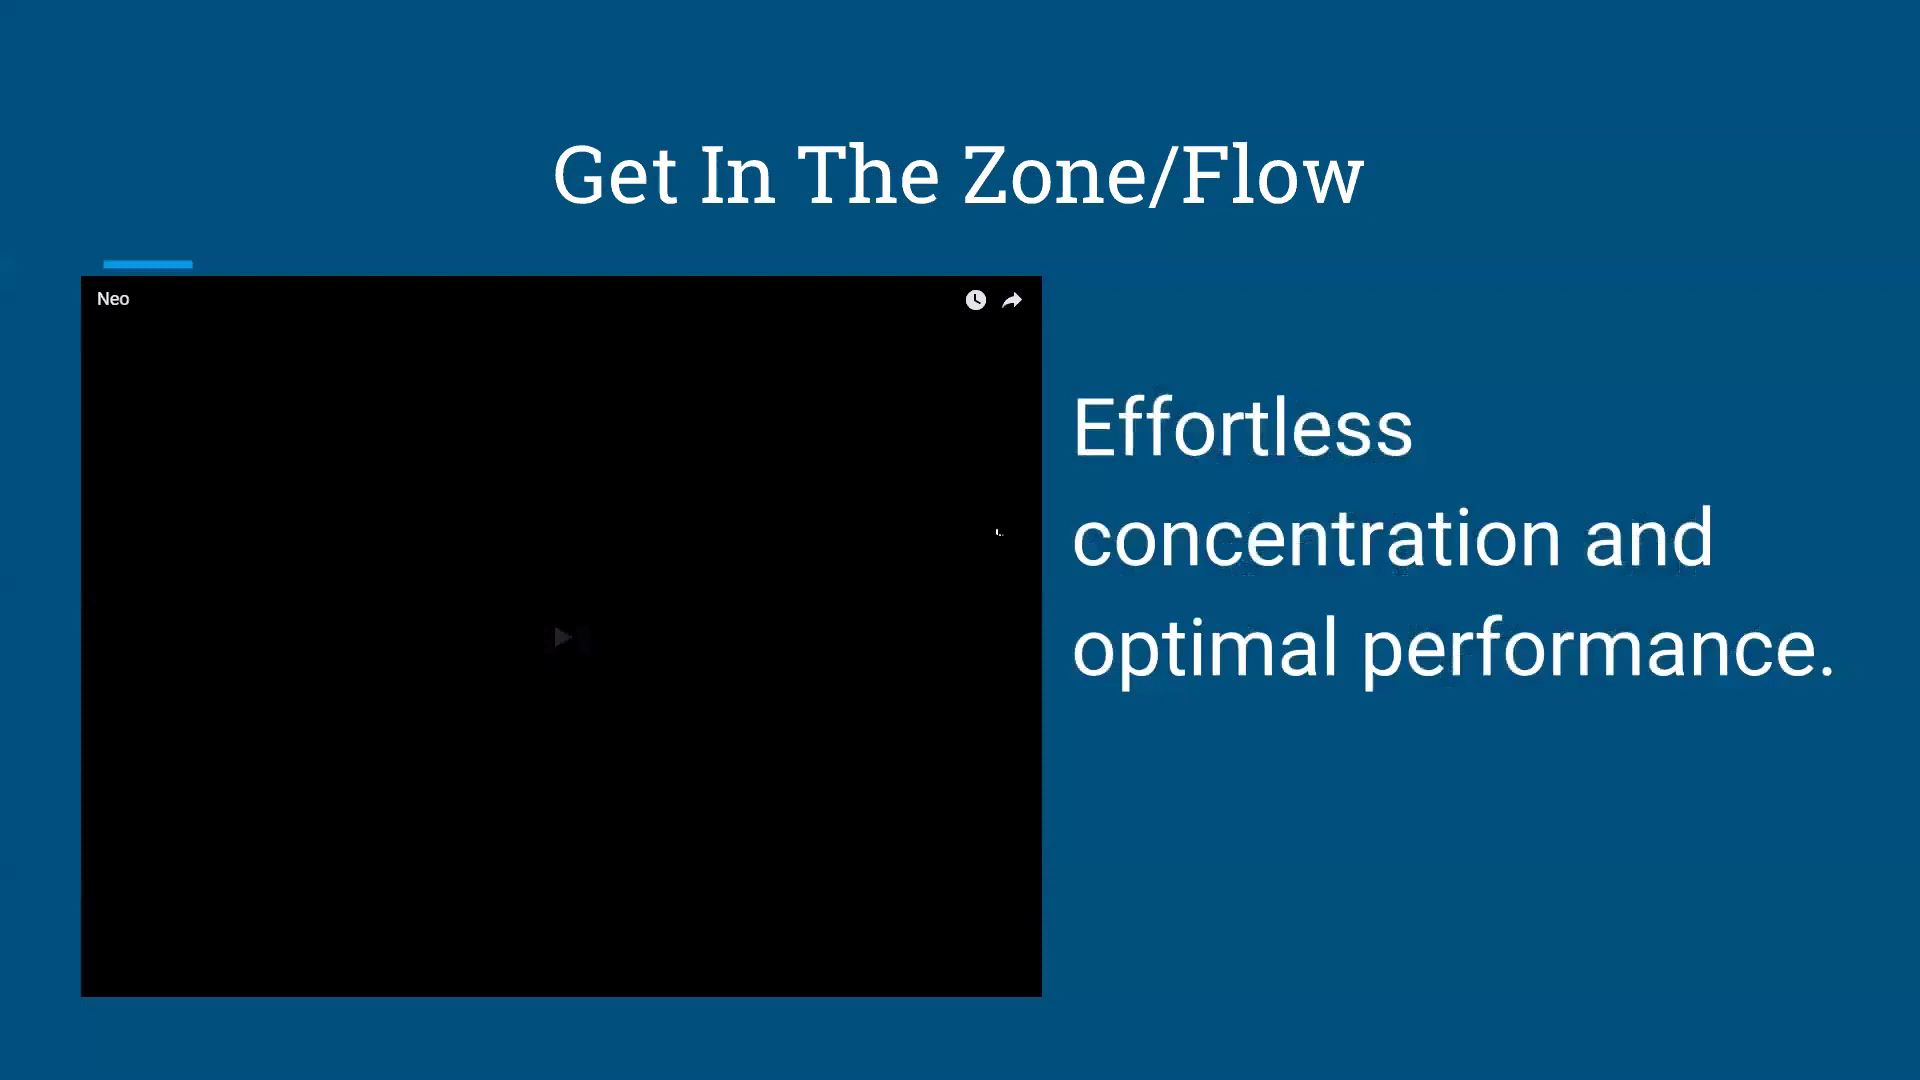 Get In The Zone/Flow
Neo
Effortless
concentration and
optimal performance.